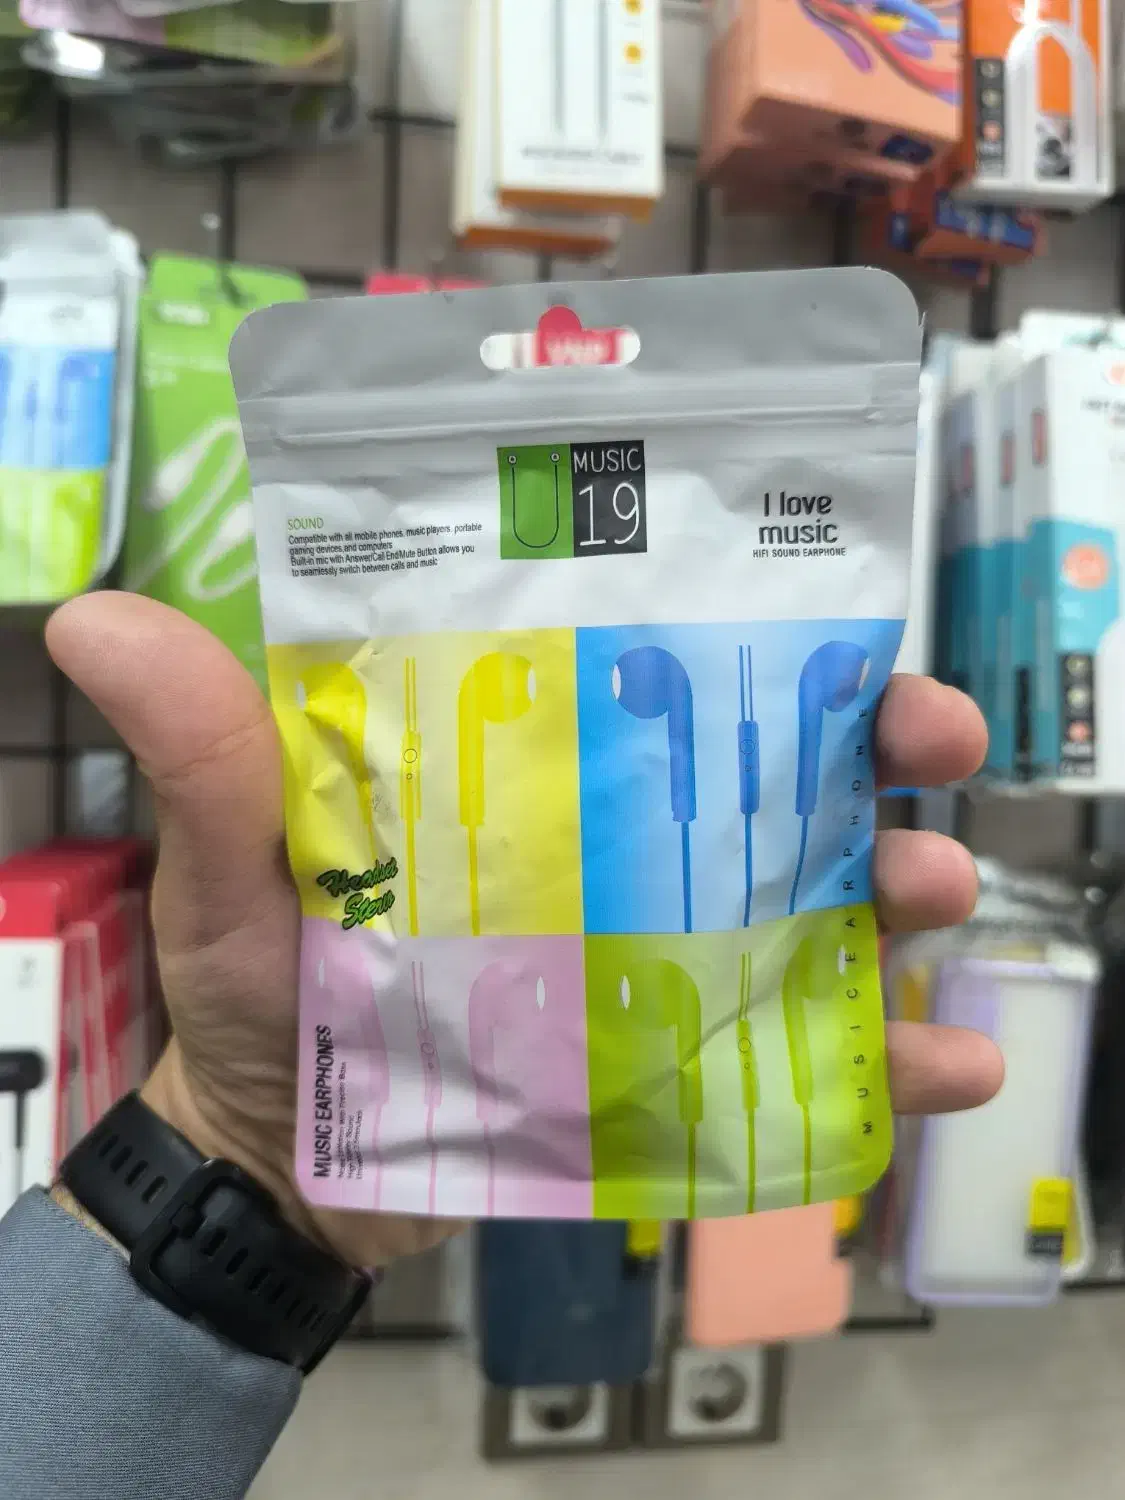 MUSIC
U 19
SOUND
Compatible with all mobile phones, music players, portable
gaming devices,and computers
Built-in mic with Answer/Call End/Mute Button allows you
to seamlessly switch between calls and music
I love
music
HIFI SOUND EARPHONE
Headset
Stereo
MUSIC EARPHONES
MUSIC EARPHONE